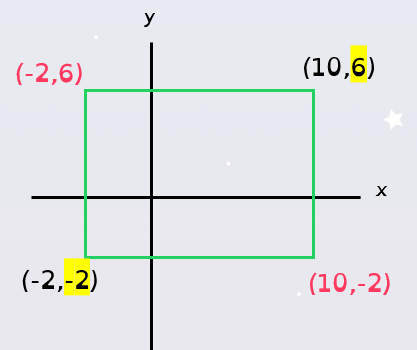 y
(-2,6)
(10,6)
x
(-2,-2)
(10,-2)